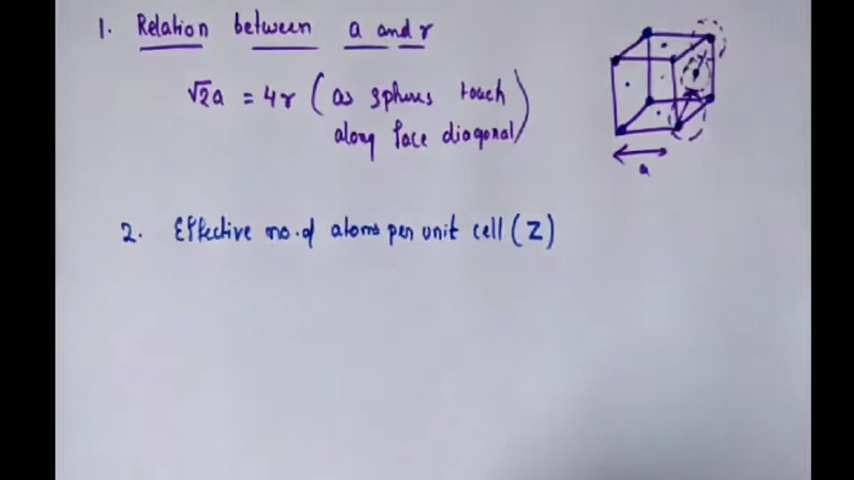 1. Relation between a and r
√2a = 4r (as spheres touch
along face diagonal)
a
2. Effective no. of atoms per unit cell (Z)